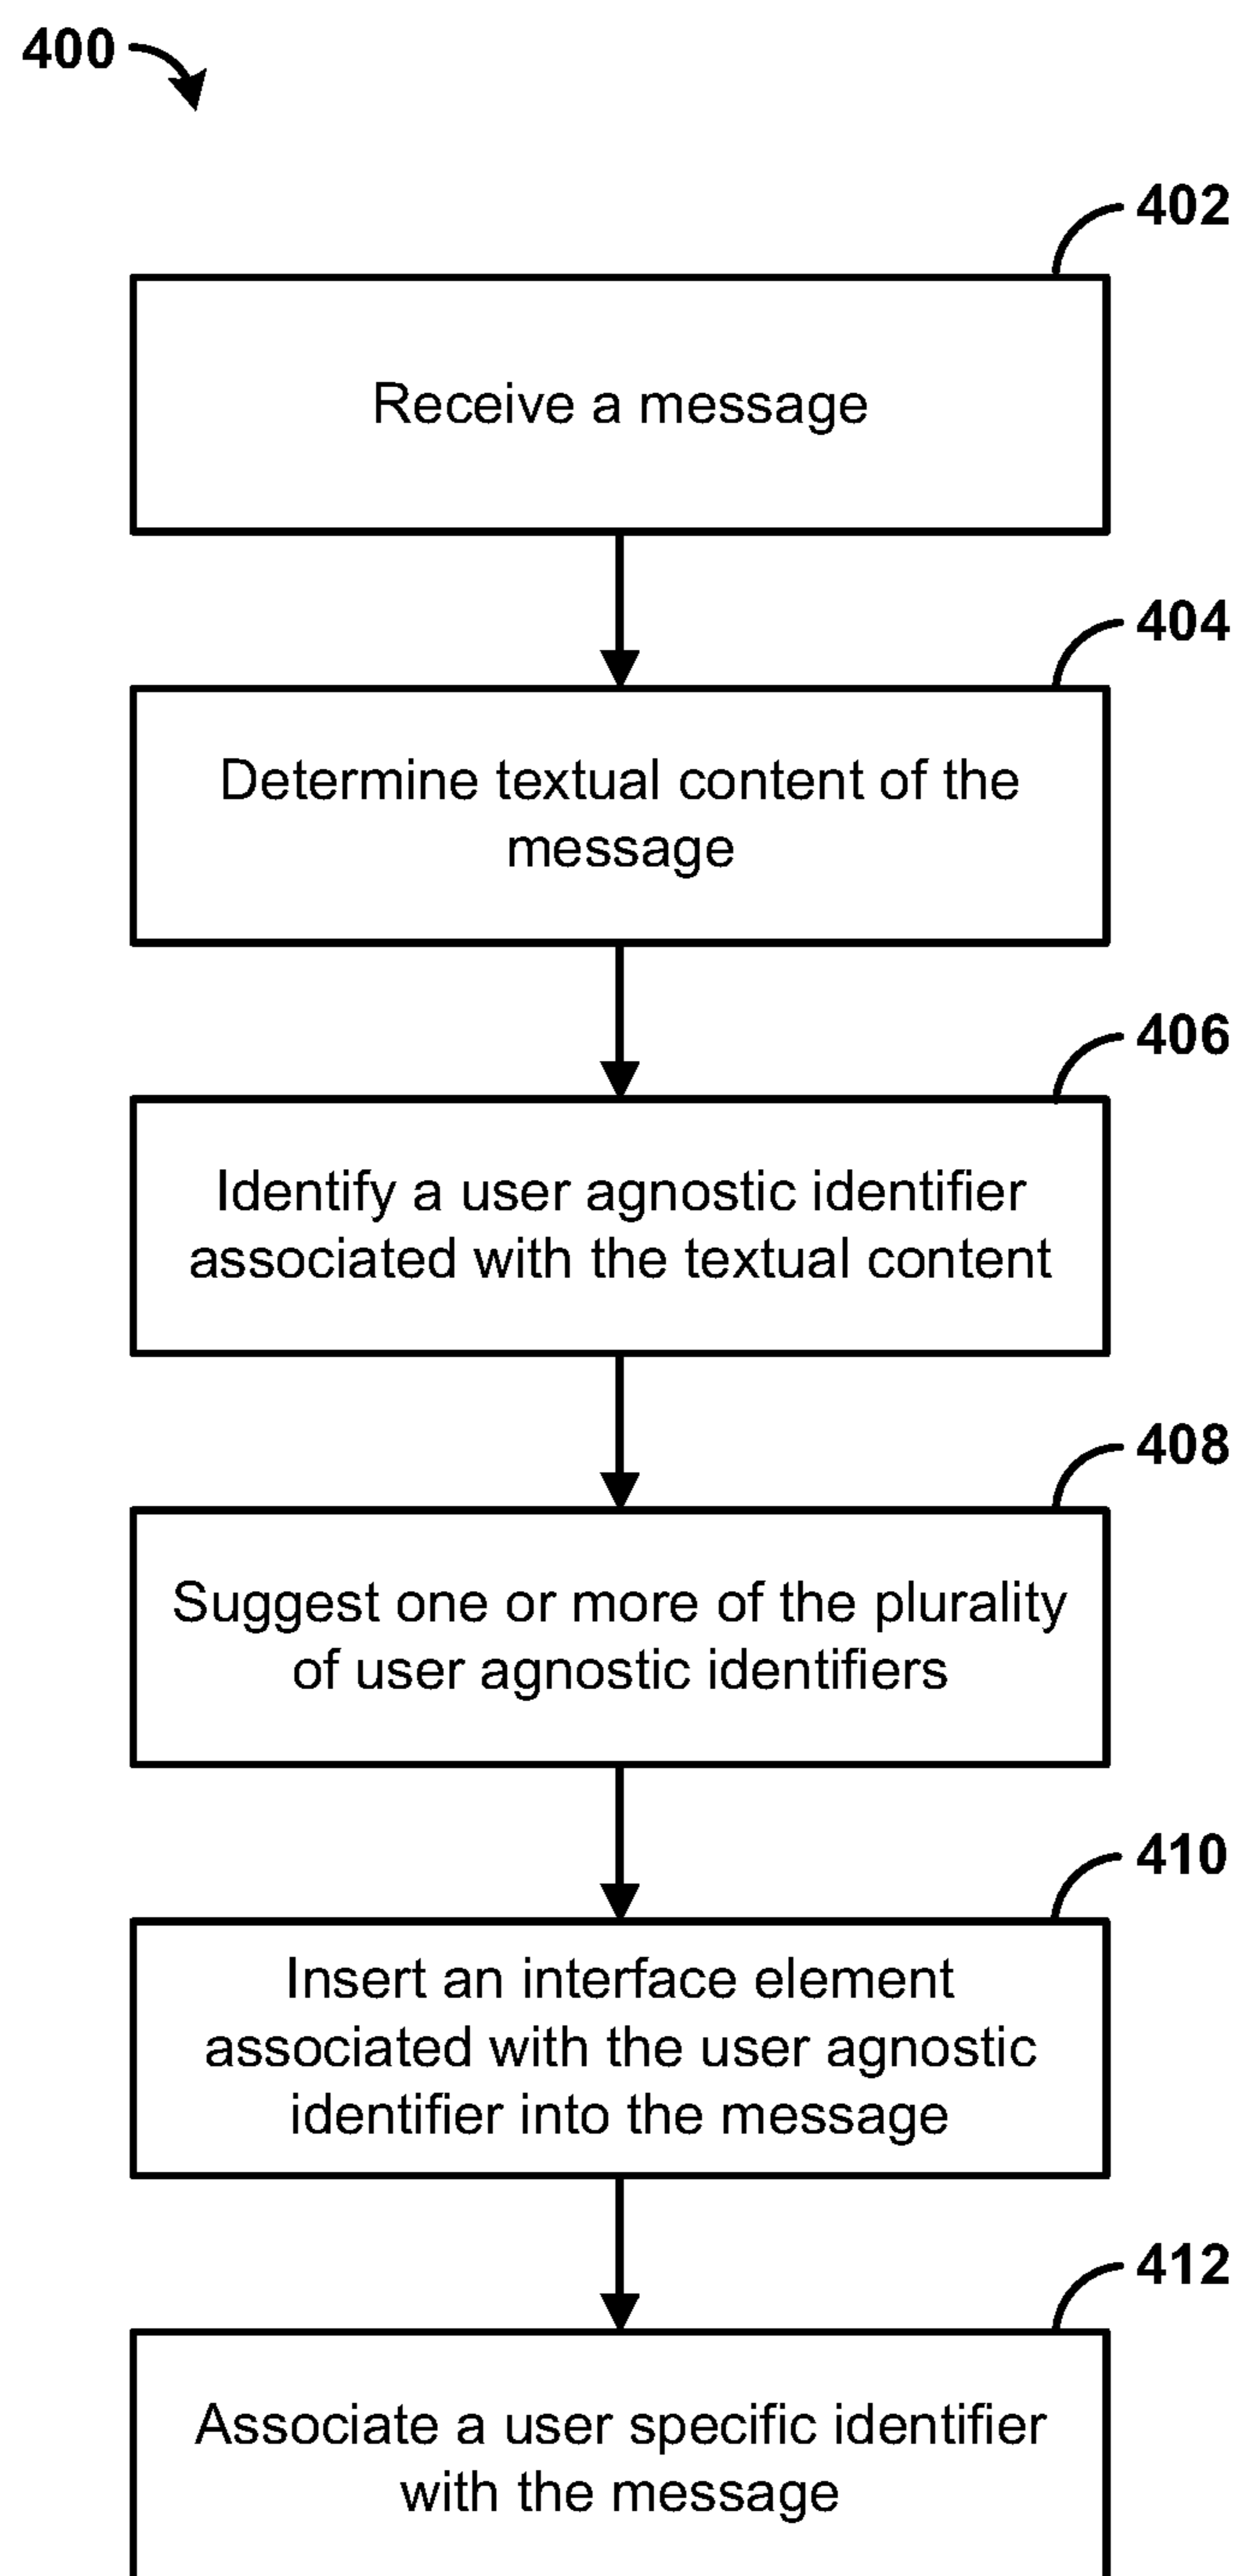 400
402
Receive a message
404
Determine textual content of the
message
406
Identify a user agnostic identifier
associated with the textual content
408
Suggest one or more of the plurality
of user agnostic identifiers
410
Insert an interface element
associated with the user agnostic
identifier into the message
412
Associate a user specific identifier
with the message